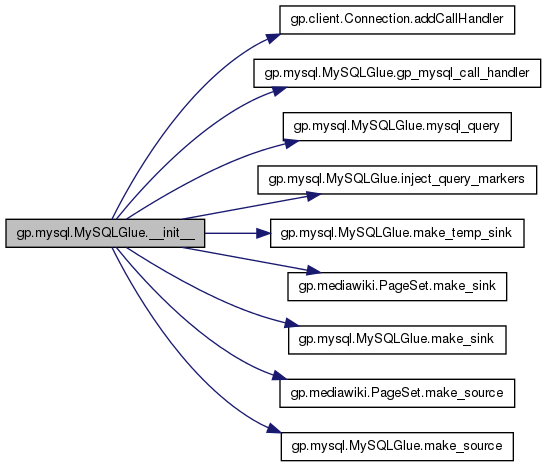 gp.client.Connection.addCallHandler
gp.mysql.MySQLGlue.gp_mysql_call_handler
gp.mysql.MySQLGlue.mysql_query
gp.mysql.MySQLGlue.inject_query_markers
gp.mysql.MySQLGlue.__init__
gp.mysql.MySQLGlue.make_temp_sink
gp.mediawiki.PageSet.make_sink
gp.mysql.MySQLGlue.make_sink
gp.mediawiki.PageSet.make_source
gp.mysql.MySQLGlue.make_source